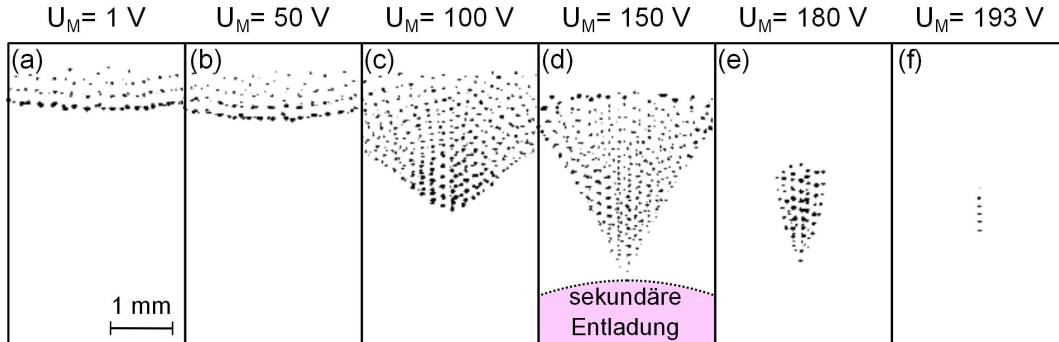 U_M= 1 V U_M= 50 V U_M= 100 V U_M= 150 V U_M= 180 V U_M= 193 V
(a) (b) (c) (d) (e) (f)
1 mm
sekundäre
Entladung